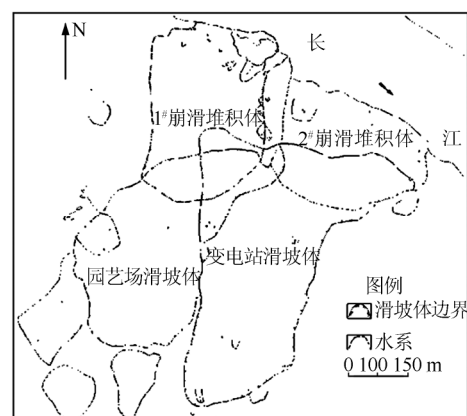 N
长
1#崩滑堆积体
2#崩滑堆积体
江
园艺场滑坡体
变电站滑坡体
图例
滑坡体边界
水系
0 100 150 m